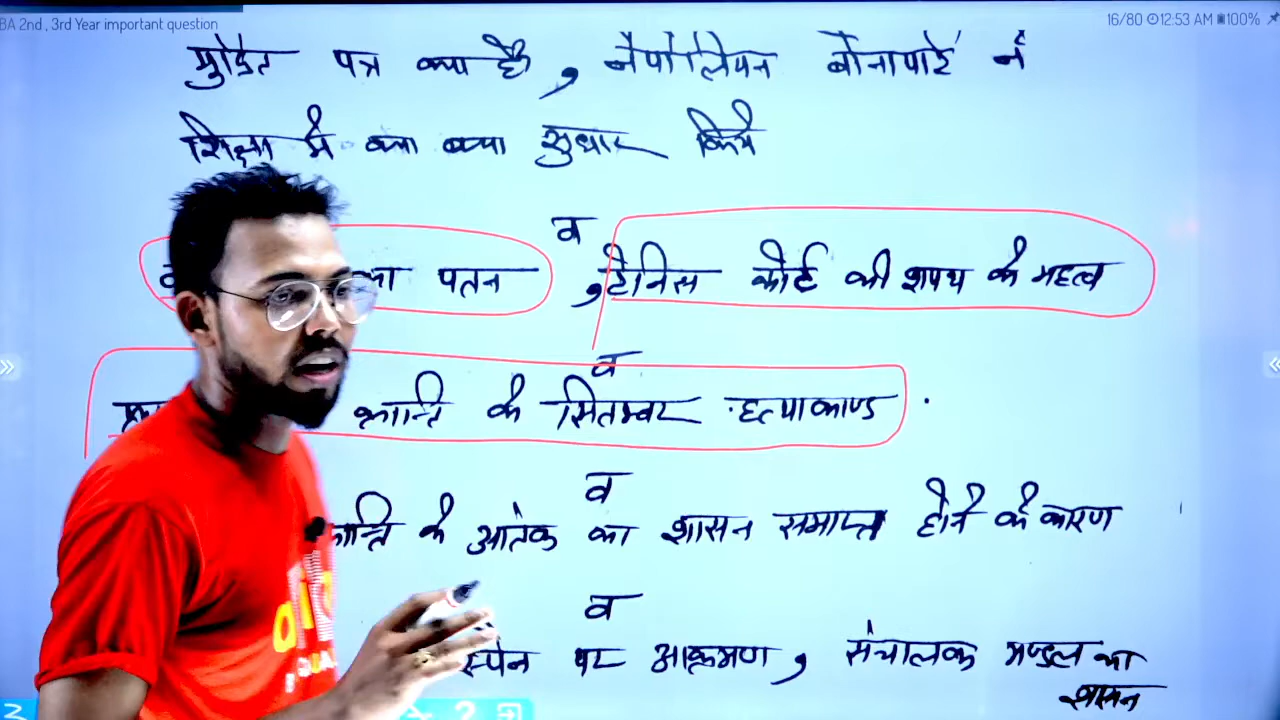 BA 2nd , 3rd Year important question
16/80 12:53 AM 100%
मुद्रित पत्र क्या है , नेपोलियन बोनापार्ट ने
शिक्षा में क्या क्या सुधार किये
व
का पतन , टेनिस कोर्ट की शपथ के महत्व
व
क्रान्ति के सितम्बर हत्याकाण्ड .
व
क्रान्ति के आतंक का शासन समाप्त होने के कारण
व
स्पेन पर आक्रमण , संचालक मण्डल का
शासन